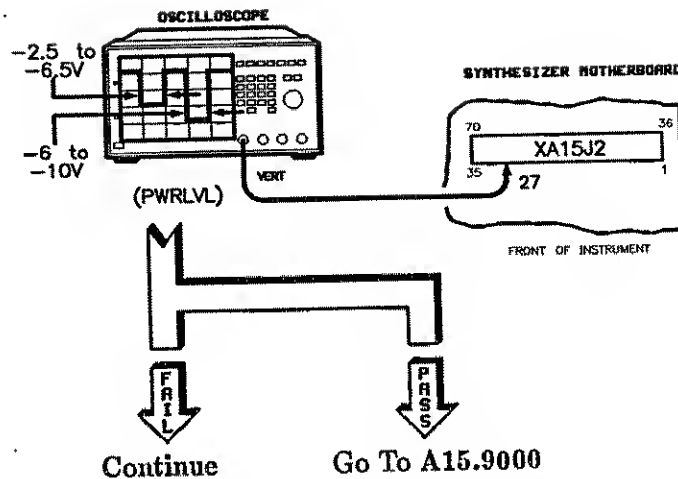 OSCILLOSCOPE
-2.5 to
-6.5V
-6 to
-10V
VERT
(PWRLVL)
SYNTHESIZER MOTHERBOARD
70
36
XA15J2
35
27
1
FRONT OF INSTRUMENT
FAIL
PASS
Continue
Go To A15.9000